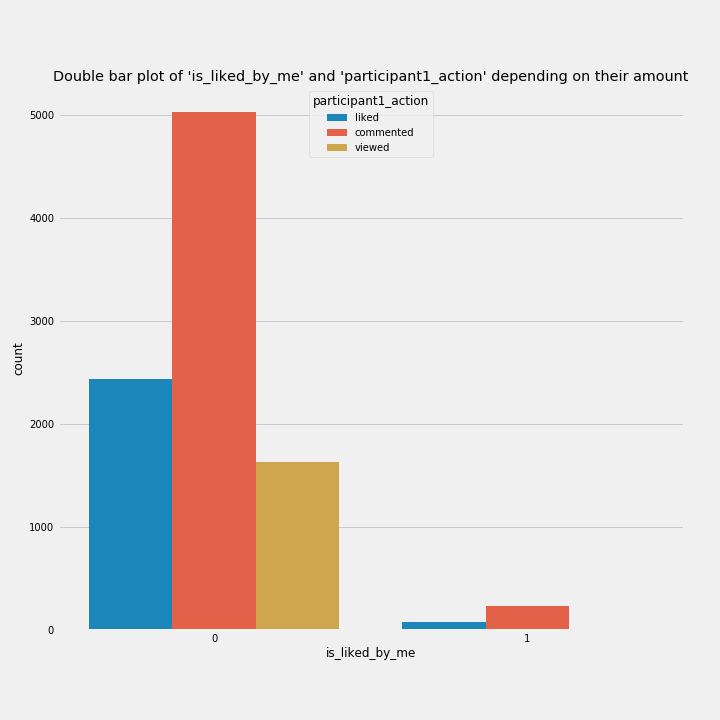 Double bar plot of 'is_liked_by_me' and 'participant1_action' depending on their amount
participant1_action
liked
commented
viewed
5000
4000
3000
2000
1000
0
count
0 1
is_liked_by_me